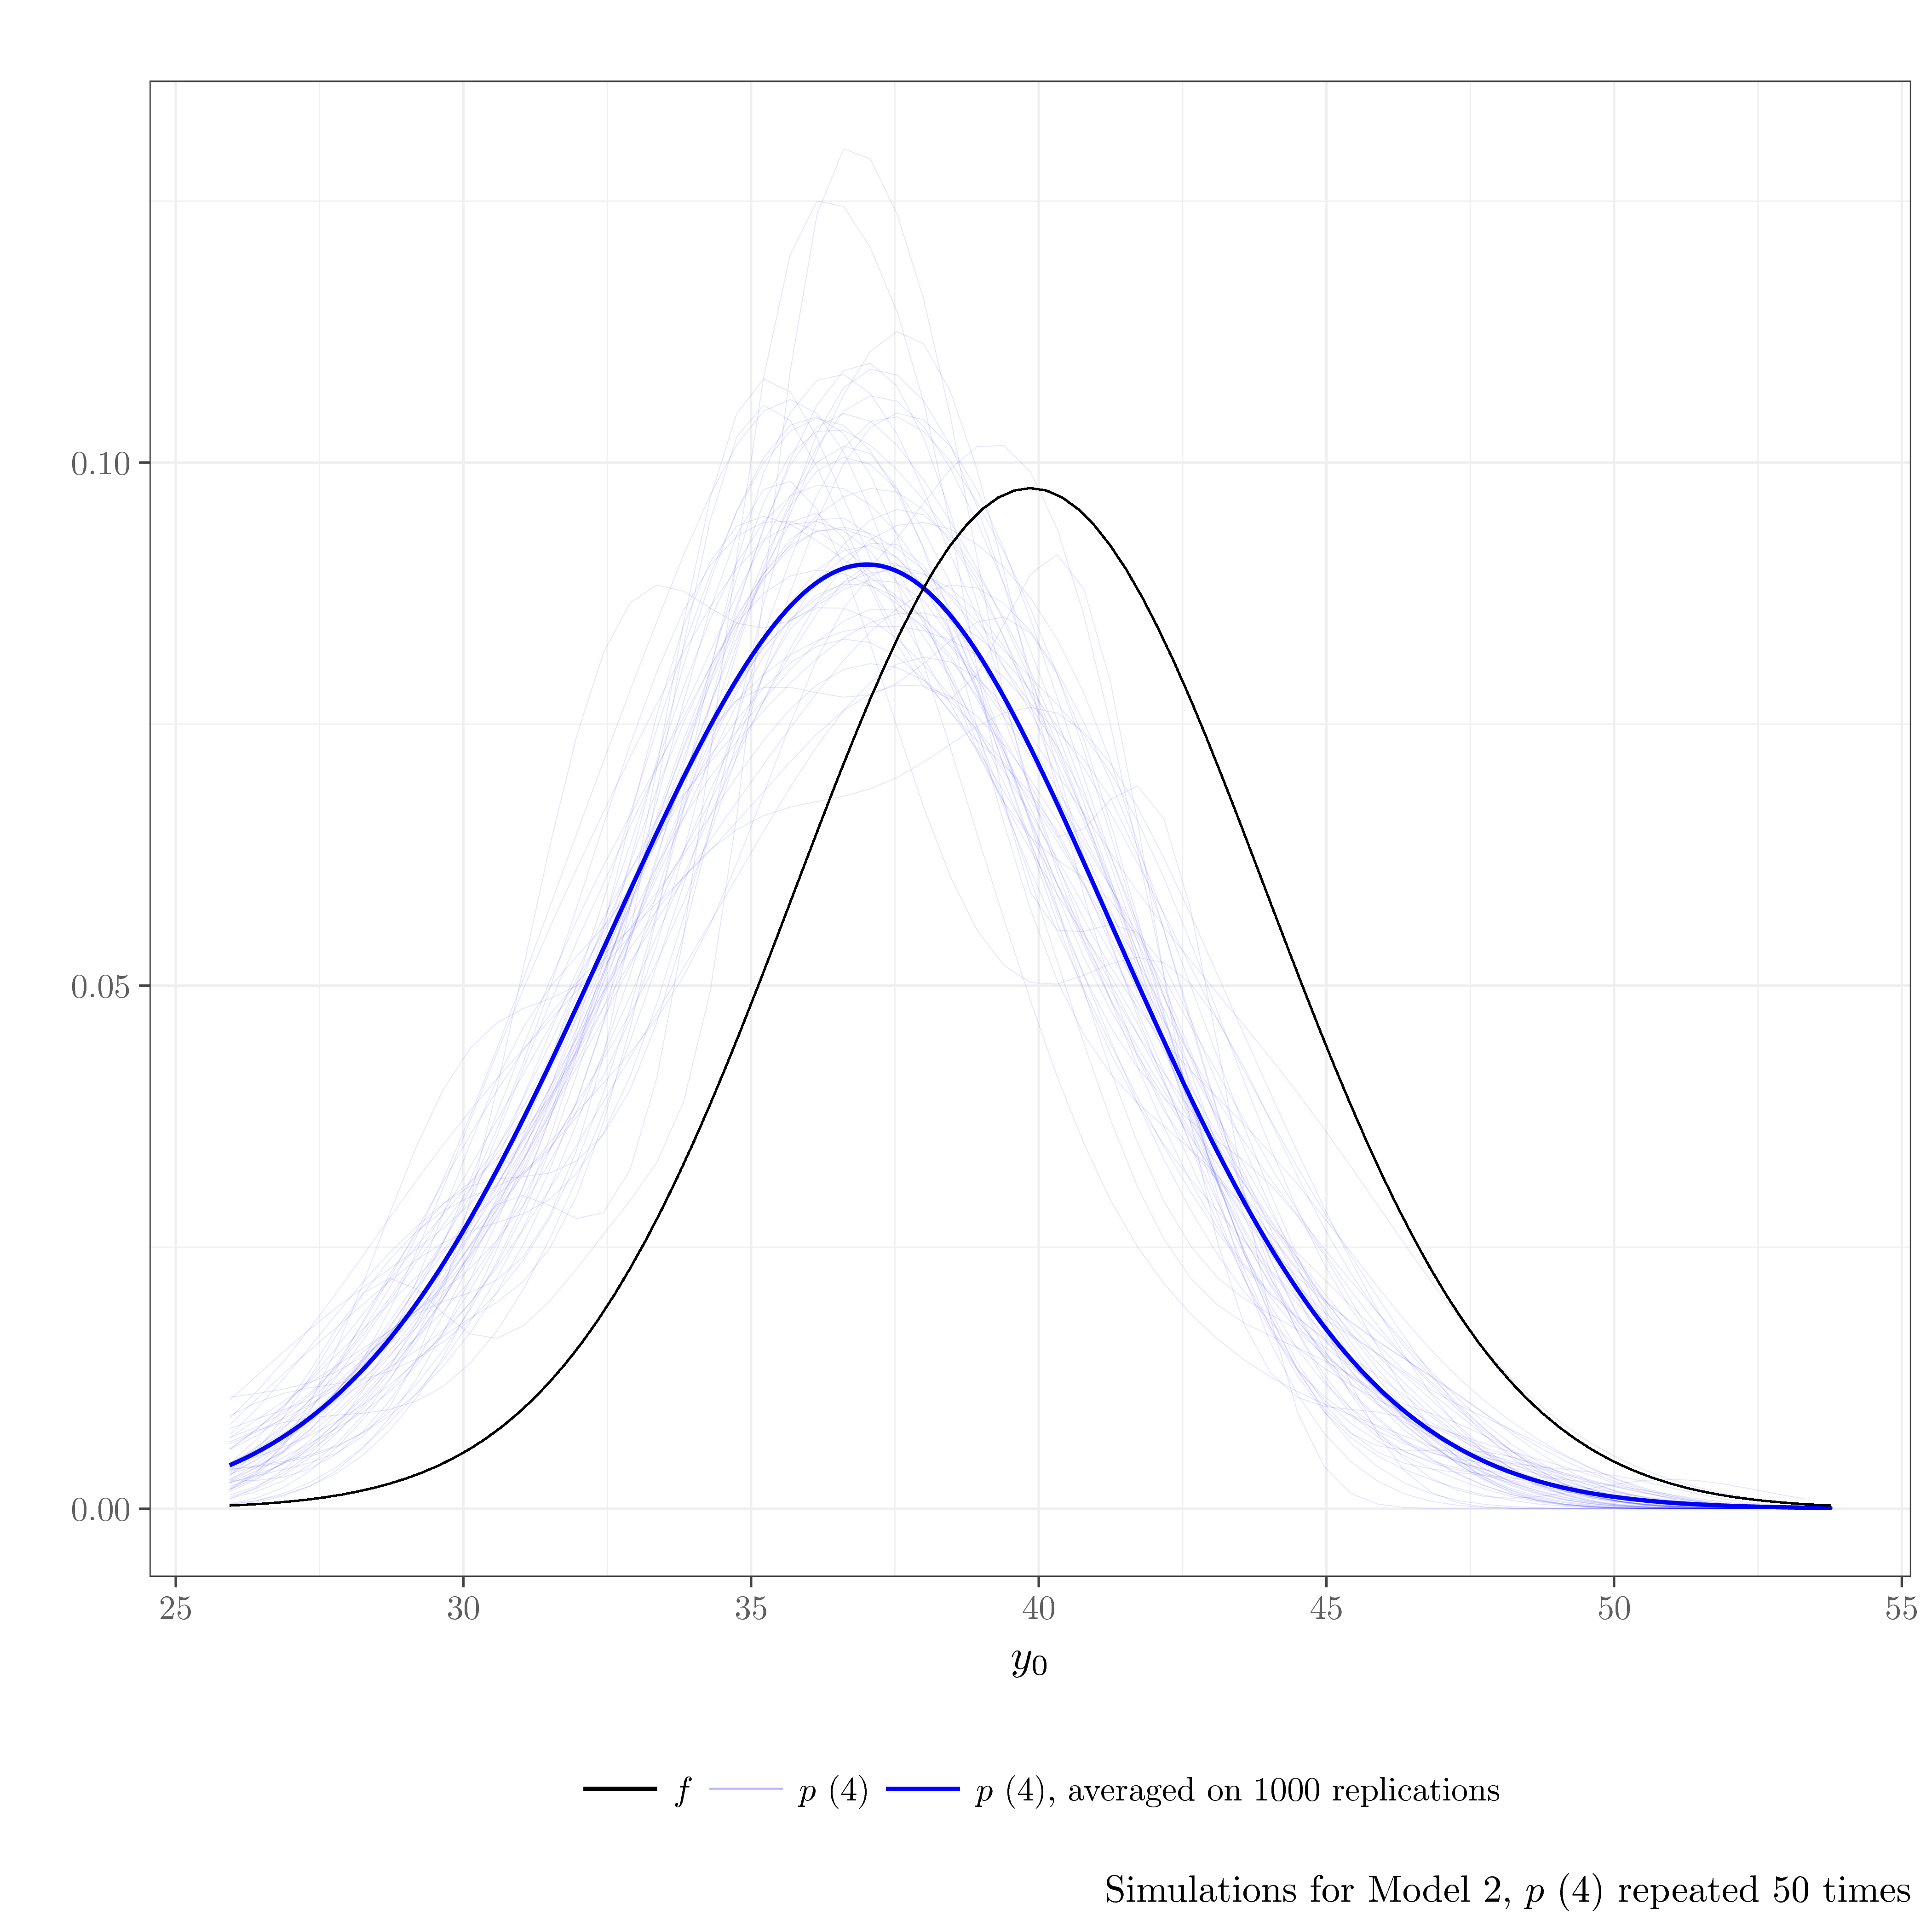 0.10
0.05
0.00
25 30 35 40 45 50 55
y₀
f p (4) p (4), averaged on 1000 replications
Simulations for Model 2, p (4) repeated 50 times